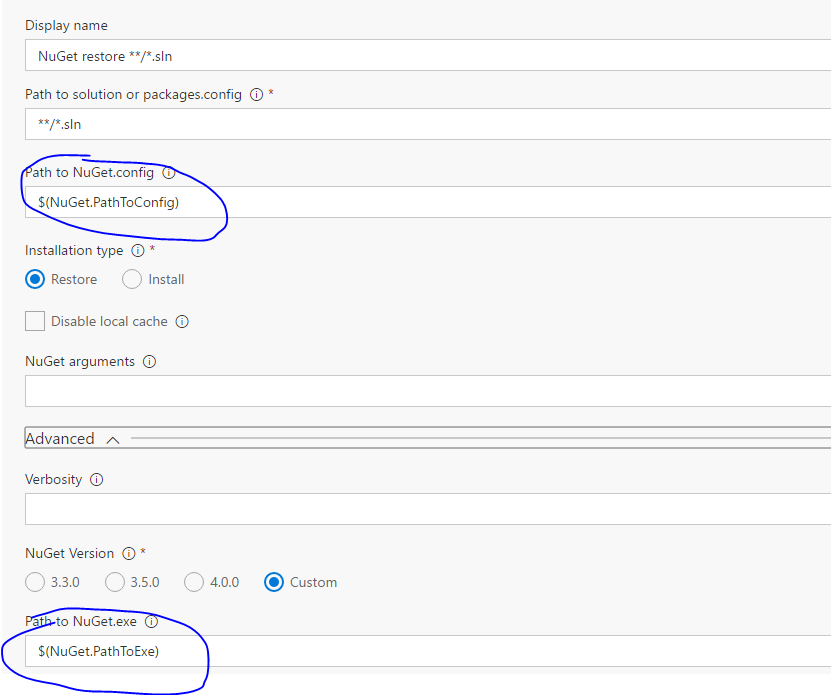 Display name
NuGet restore **/*.sln
Path to solution or packages.config *
**/*.sln
Path to NuGet.config
$(NuGet.PathToConfig)
Installation type *
Restore Install
Disable local cache
NuGet arguments
Advanced
Verbosity
NuGet Version *
3.3.0 3.5.0 4.0.0 Custom
Path to NuGet.exe
$(NuGet.PathToExe)